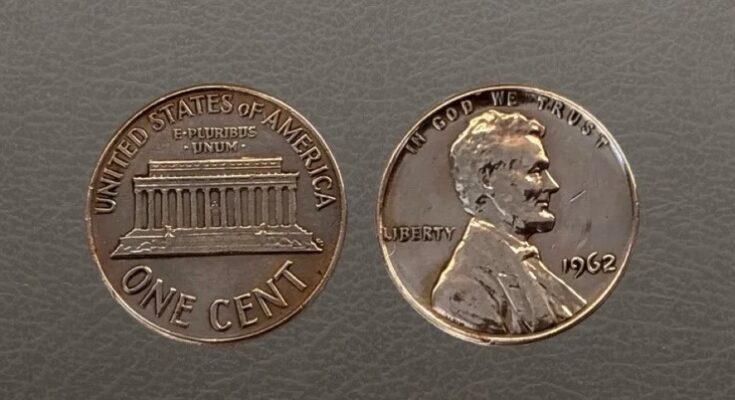 UNITED STATES OF AMERICA
E·PLURIBUS
·UNUM·
ONE CENT
IN GOD WE TRUST
LIBERTY
1962